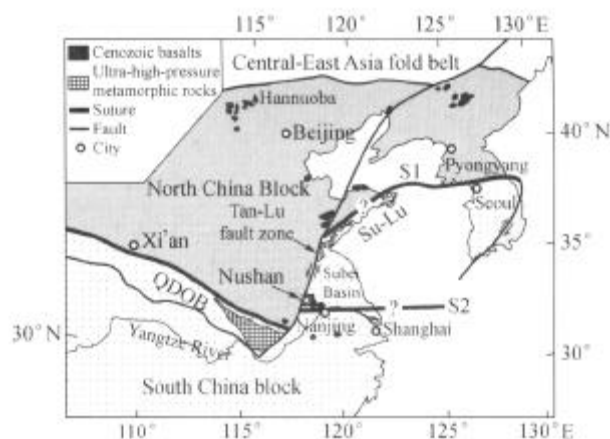 115° 120° 125° 130° E
Cenozoic basalts
Ultra-high-pressure
metamorphic rocks
Suture
Fault
City
Central-East Asia fold belt
Hannuoba
Beijing
40° N
Pyongyang
S1
Seoul
North China Block
Tan-Lu
fault zone
Su-Lu
?
Xi'an
35°
Nushan
Subei
Basin
QDOB
? S2
Nanjing
Shanghai
30° N
30°
Yangtze River
South China block
110° 115° 120° 125° 130° E